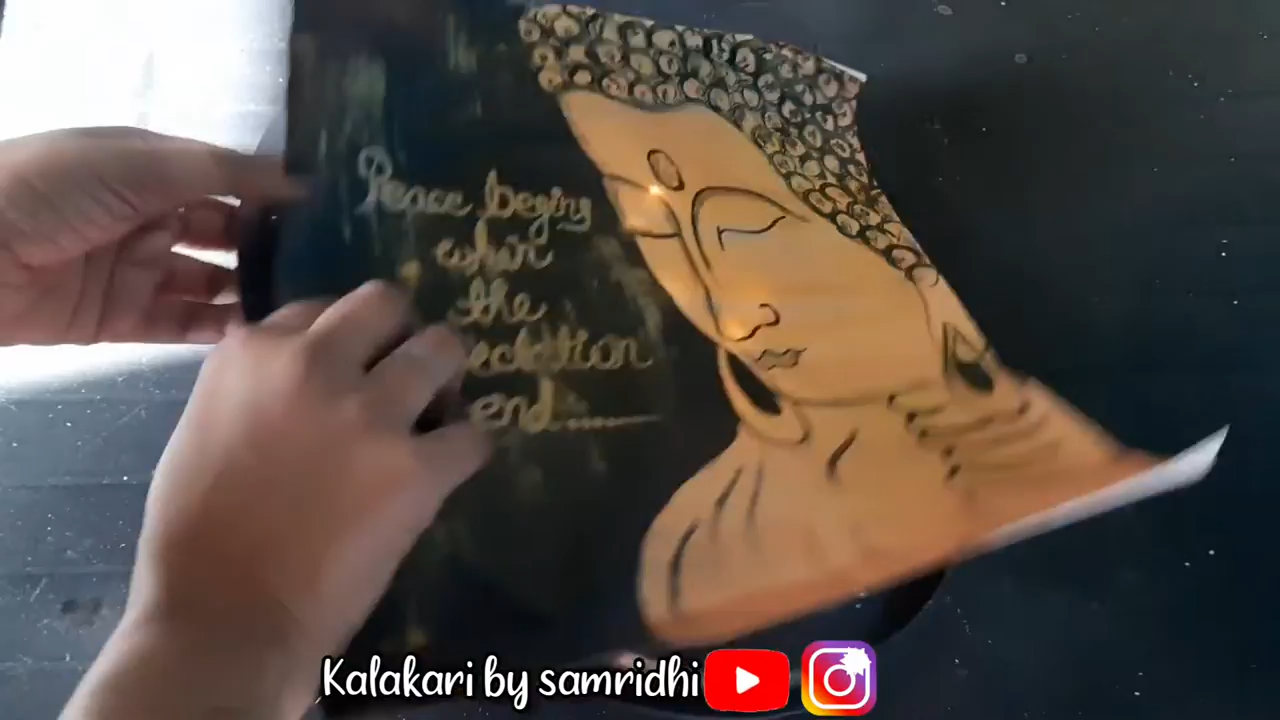 Peace begins
when
the
end......
Kalakari by samridhi